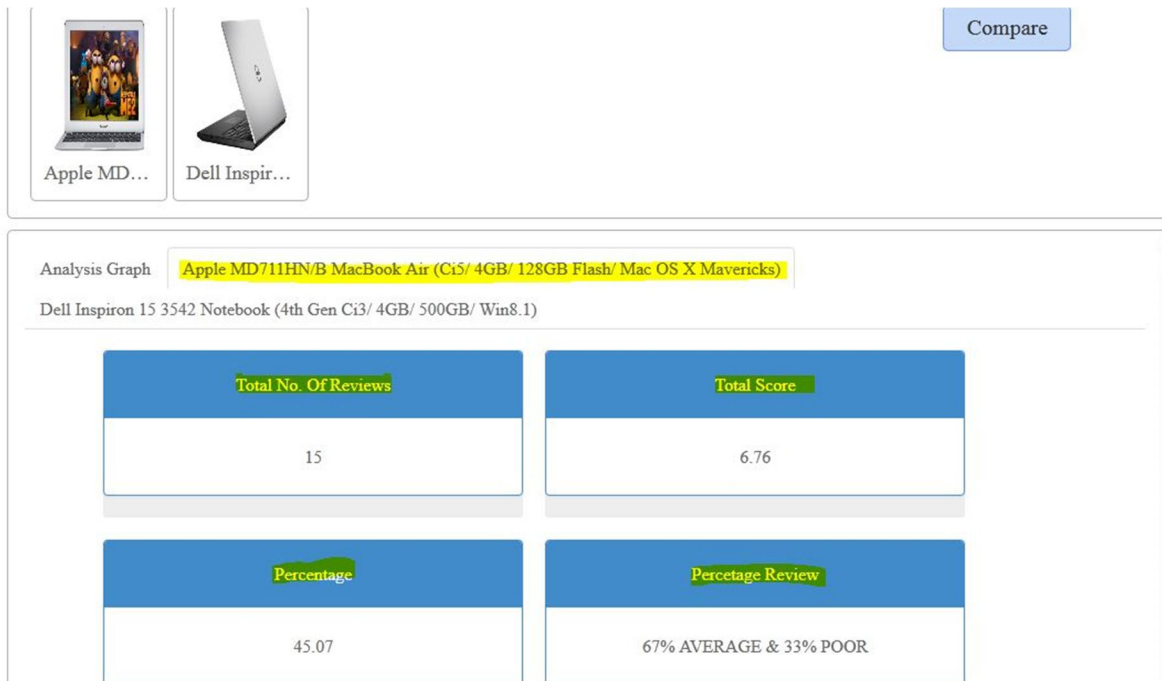 Compare
Apple MD...
Dell Inspir...
Analysis Graph
Apple MD711HN/B MacBook Air (Ci5/ 4GB/ 128GB Flash/ Mac OS X Mavericks)
Dell Inspiron 15 3542 Notebook (4th Gen Ci3/ 4GB/ 500GB/ Win8.1)
Total No. Of Reviews
Total Score
15
6.76
Percentage
Percetage Review
45.07
67% AVERAGE & 33% POOR